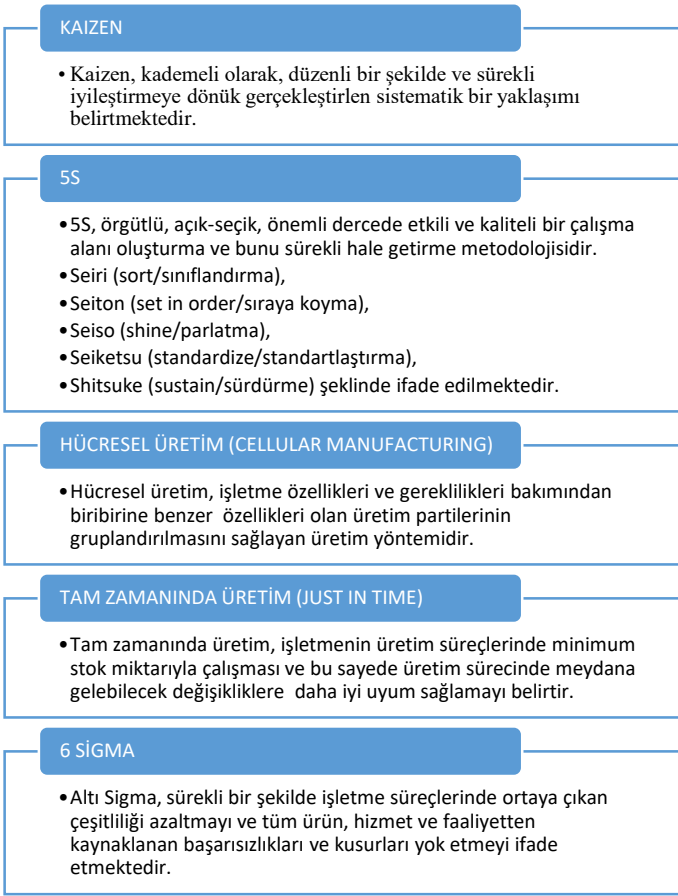 KAIZEN
• Kaizen, kademeli olarak, düzenli bir şekilde ve sürekli
iyileştirmeye dönük gerçekleştirlen sistematik bir yaklaşımı
belirtmektedir.
5S
•5S, örgütlü, açık-seçik, önemli dercede etkili ve kaliteli bir çalışma
alanı oluşturma ve bunu sürekli hale getirme metodolojisidir.
•Seiri (sort/sınıflandırma),
•Seiton (set in order/sıraya koyma),
•Seiso (shine/parlatma),
•Seiketsu (standardize/standartlaştırma),
•Shitsuke (sustain/sürdürme) şeklinde ifade edilmektedir.
HÜCRESEL ÜRETİM (CELLULAR MANUFACTURING)
•Hücresel üretim, işletme özellikleri ve gereklilikleri bakımından
biribirine benzer özellikleri olan üretim partilerinin
gruplandırılmasını sağlayan üretim yöntemidir.
TAM ZAMANINDA ÜRETİM (JUST IN TIME)
•Tam zamanında üretim, işletmenin üretim süreçlerinde minimum
stok miktarıyla çalışması ve bu sayede üretim sürecinde meydana
gelebilecek değişikliklere daha iyi uyum sağlamayı belirtir.
6 SİGMA
•Altı Sigma, sürekli bir şekilde işletme süreçlerinde ortaya çıkan
çeşitliliği azaltmayı ve tüm ürün, hizmet ve faaliyetten
kaynaklanan başarısızlıkları ve kusurları yok etmeyi ifade
etmektedir.